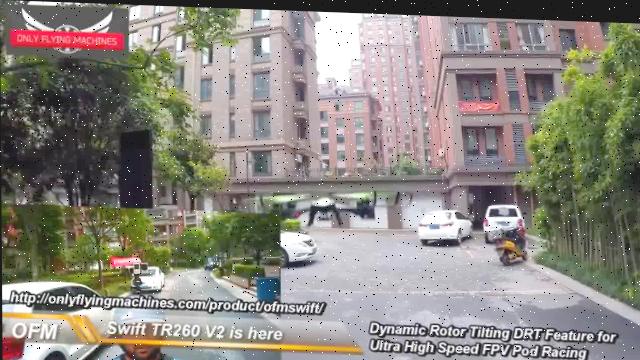 ONLY FLYING MACHINES
http://onlyflyingmachines.com/product/ofmswift/
OFM
Swift TR260 V2 is here
Dynamic Rotor Tilting DRT Feature for
Ultra High Speed FPV Pod Racing